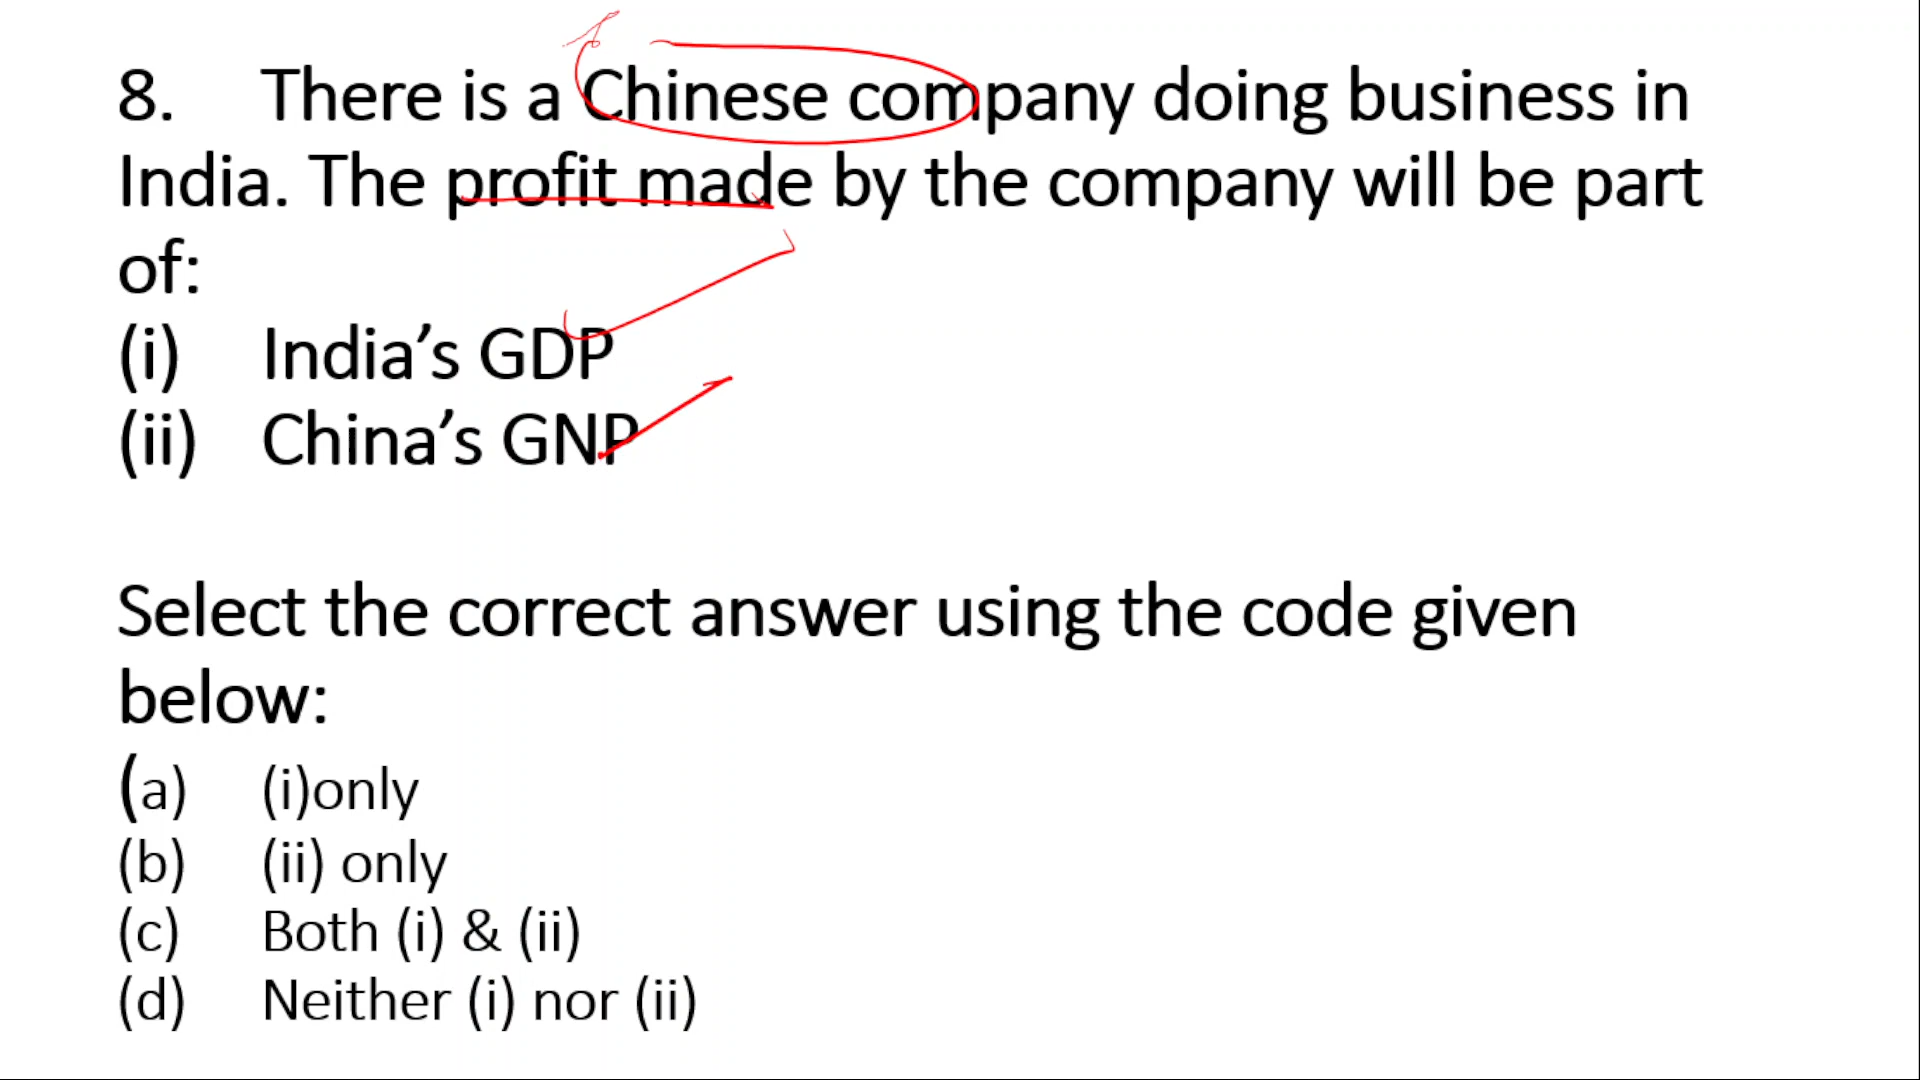 8. There is a Chinese company doing business in
India. The profit made by the company will be part
of:
(i) India’s GDP
(ii) China’s GNP
Select the correct answer using the code given
below:
(a) (i)only
(b) (ii) only
(c) Both (i) & (ii)
(d) Neither (i) nor (ii)